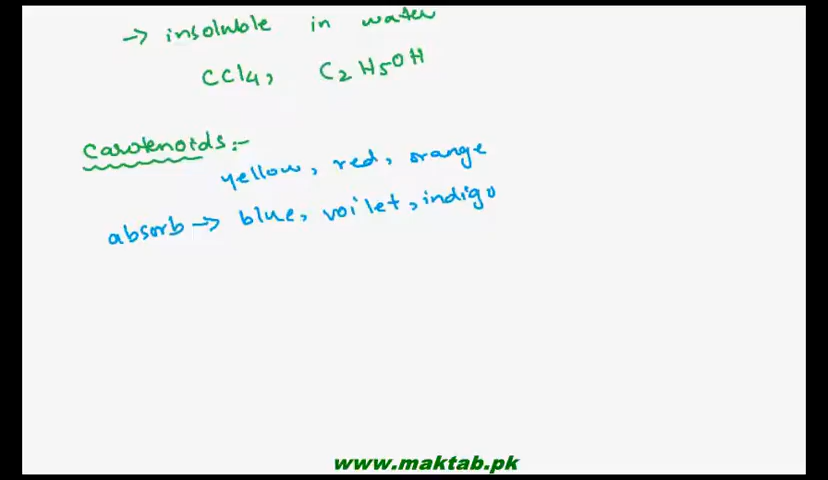 → insoluble in water
CCl4, C2H5OH
Carotenoids:-
yellow, red, orange
absorb → blue, voilet, indigo
www.maktab.pk